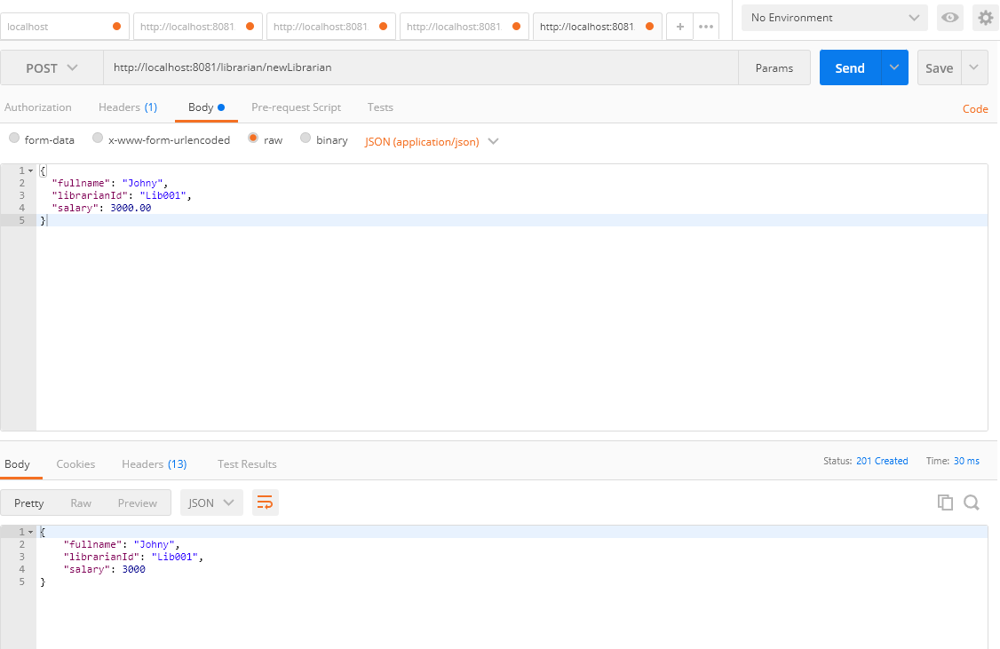 localhost http://localhost:8081 http://localhost:8081 http://localhost:8081 http://localhost:8081 + ••• No Environment
POST http://localhost:8081/librarian/newLibrarian Params Send Save
Authorization Headers (1) Body Pre-request Script Tests Code
form-data x-www-form-urlencoded raw binary JSON (application/json)
1 {
2 "fullname": "Johny",
3 "librarianId": "Lib001",
4 "salary": 3000.00
5 }
Body Cookies Headers (13) Test Results Status: 201 Created Time: 30 ms
Pretty Raw Preview JSON
1 {
2 "fullname": "Johny",
3 "librarianId": "Lib001",
4 "salary": 3000
5 }